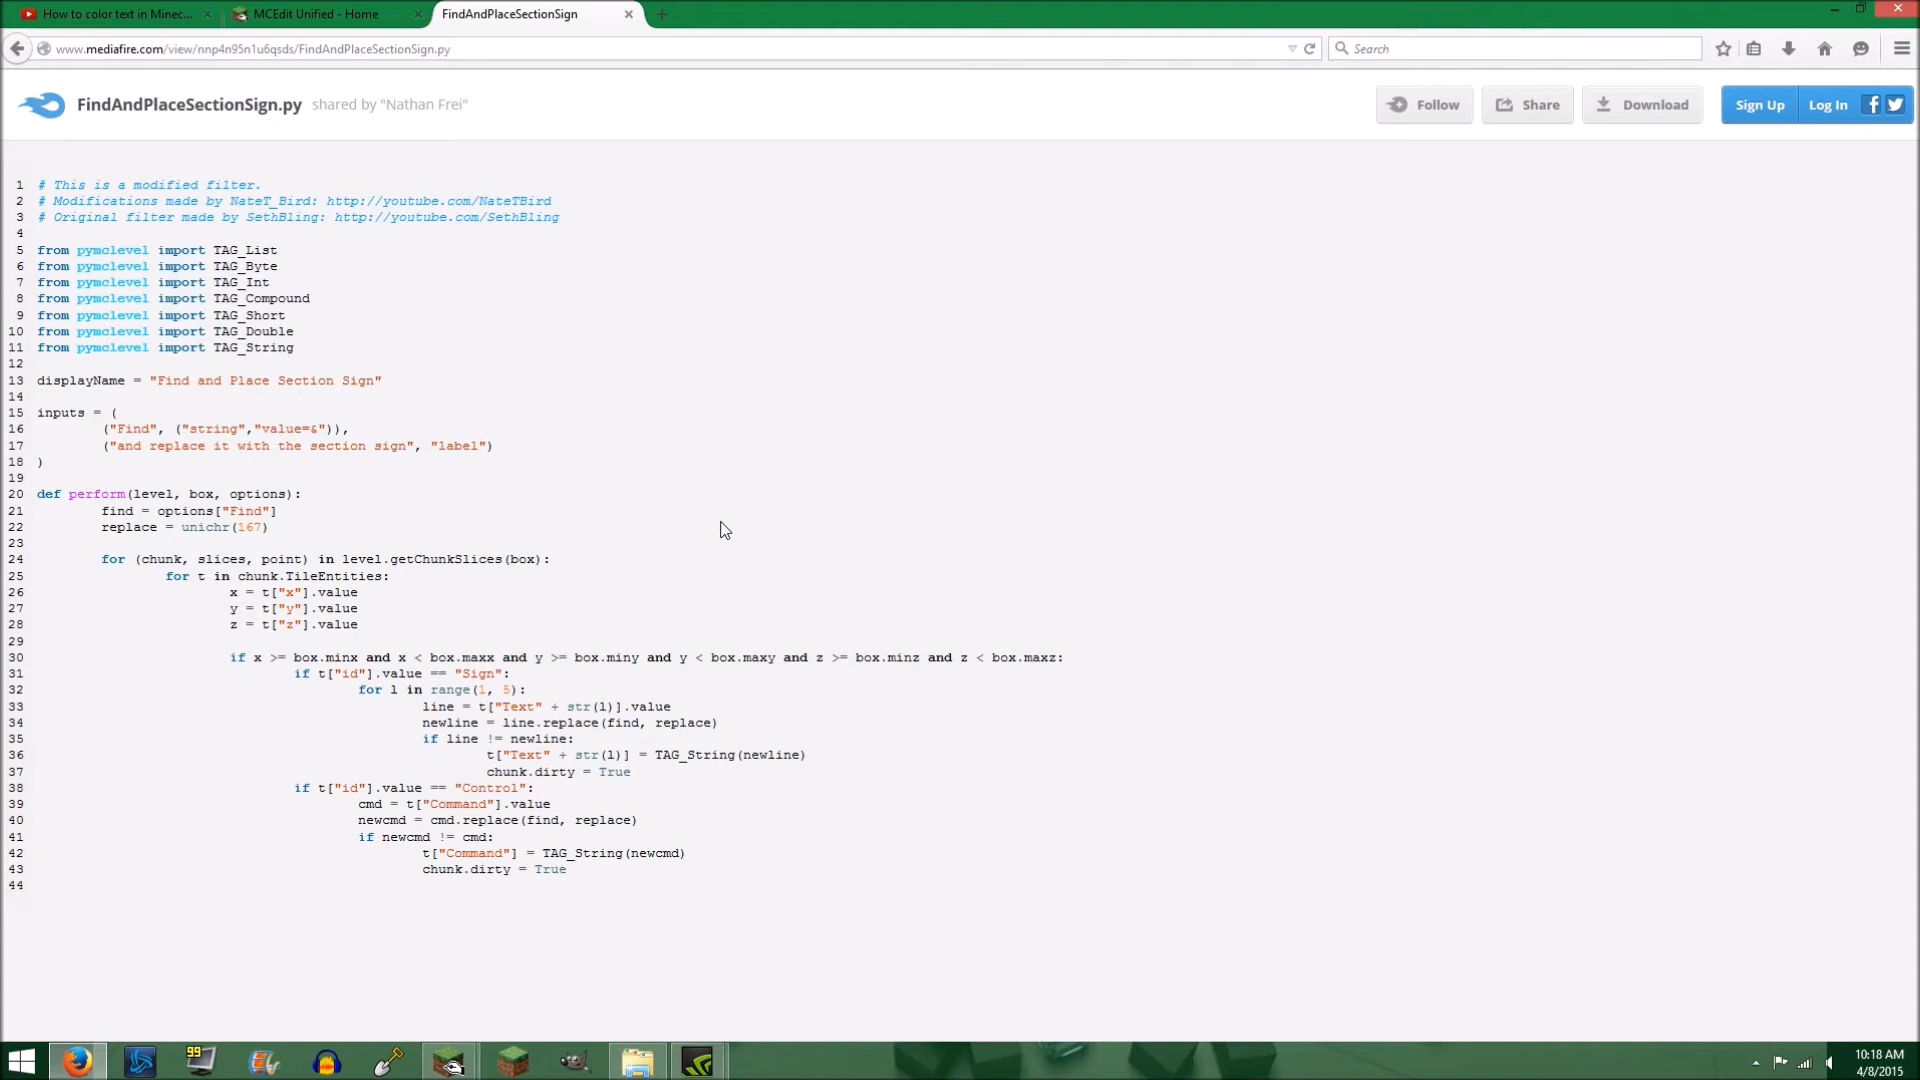 How to color text in Minec...
MCEdit Unified - Home
FindAndPlaceSectionSign
www.mediafire.com/view/nnp4n95n1u6qsds/FindAndPlaceSectionSign.py
Search
FindAndPlaceSectionSign.py shared by "Nathan Frei"
Follow
Share
Download
Sign Up
Log In
1 # This is a modified filter.
2 # Modifications made by NateT_Bird: http://youtube.com/NateTBird
3 # Original filter made by SethBling: http://youtube.com/SethBling
4
5 from pymclevel import TAG_List
6 from pymclevel import TAG_Byte
7 from pymclevel import TAG_Int
8 from pymclevel import TAG_Compound
9 from pymclevel import TAG_Short
10 from pymclevel import TAG_Double
11 from pymclevel import TAG_String
12
13 displayName = "Find and Place Section Sign"
14
15 inputs = (
16 ("Find", ("string","value=&")),
17 ("and replace it with the section sign", "label")
18 )
19
20 def perform(level, box, options):
21 find = options["Find"]
22 replace = unichr(167)
23
24 for (chunk, slices, point) in level.getChunkSlices(box):
25 for t in chunk.TileEntities:
26 x = t["x"].value
27 y = t["y"].value
28 z = t["z"].value
29
30 if x >= box.minx and x < box.maxx and y >= box.miny and y < box.maxy and z >= box.minz and z < box.maxz:
31 if t["id"].value == "Sign":
32 for l in range(1, 5):
33 line = t["Text" + str(l)].value
34 newline = line.replace(find, replace)
35 if line != newline:
36 t["Text" + str(l)] = TAG_String(newline)
37 chunk.dirty = True
38 if t["id"].value == "Control":
39 cmd = t["Command"].value
40 newcmd = cmd.replace(find, replace)
41 if newcmd != cmd:
42 t["Command"] = TAG_String(newcmd)
43 chunk.dirty = True
44
99
10:18 AM
4/8/2015